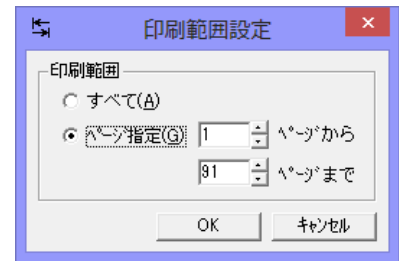 印刷範囲設定
印刷範囲
すべて(A)
ﾍﾟｰｼﾞ指定(G) 1 ﾍﾟｰｼﾞから
91 ﾍﾟｰｼﾞまで
OK ｷｬﾝｾﾙ